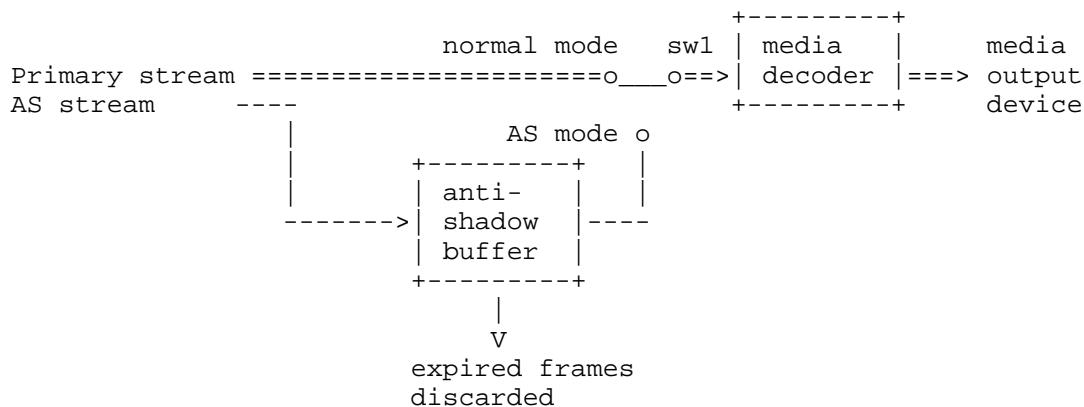 normal mode sw1 media media
Primary stream decoder output
AS stream device
AS mode
anti-
shadow
buffer
V
expired frames
discarded